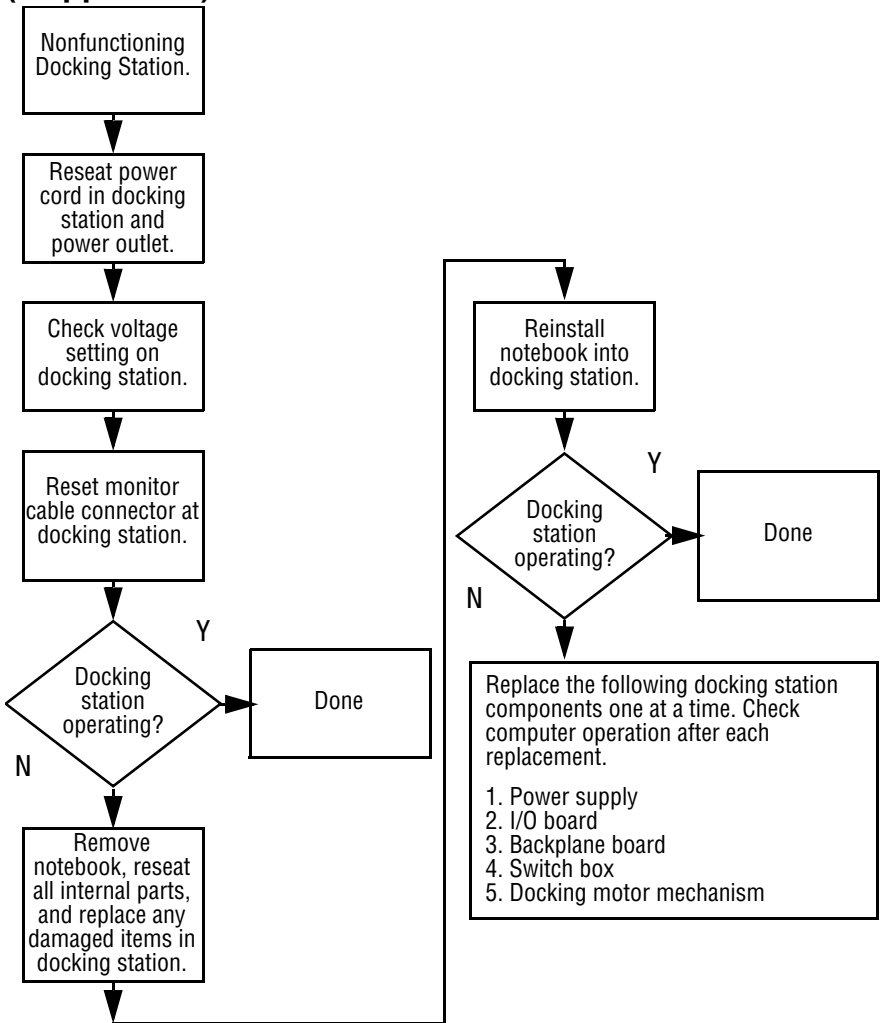 Nonfunctioning
Docking Station.
Reseat power
cord in docking
station and
power outlet.
Check voltage
setting on
docking station.
Reset monitor
cable connector at
docking station.
Y
Docking
station
operating?
Done
N
Remove
notebook, reseat
all internal parts,
and replace any
damaged items in
docking station.
Reinstall
notebook into
docking station.
Y
Docking
station
operating?
Done
N
Replace the following docking station
components one at a time. Check
computer operation after each
replacement.
1. Power supply
2. I/O board
3. Backplane board
4. Switch box
5. Docking motor mechanism